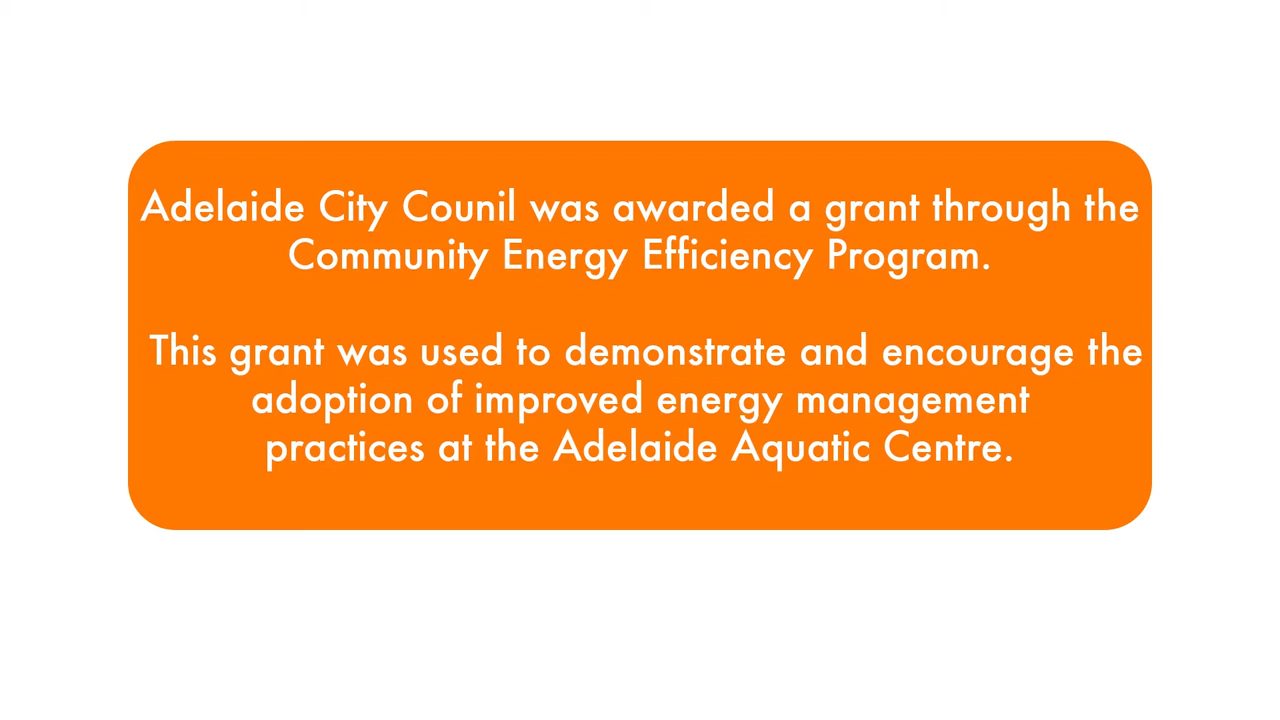 Adelaide City Counil was awarded a grant through the
Community Energy Efficiency Program.
This grant was used to demonstrate and encourage the
adoption of improved energy management
practices at the Adelaide Aquatic Centre.